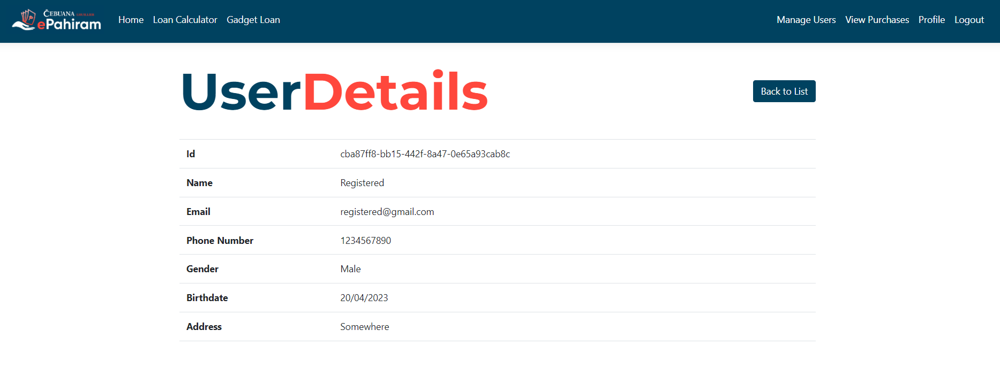 CEBUANA LHUILLIER
ePahiram
Home Loan Calculator Gadget Loan Manage Users View Purchases Profile Logout
UserDetails
Back to List
Id cba87ff8-bb15-442f-8a47-0e65a93cab8c
Name Registered
Email registered@gmail.com
Phone Number 1234567890
Gender Male
Birthdate 20/04/2023
Address Somewhere